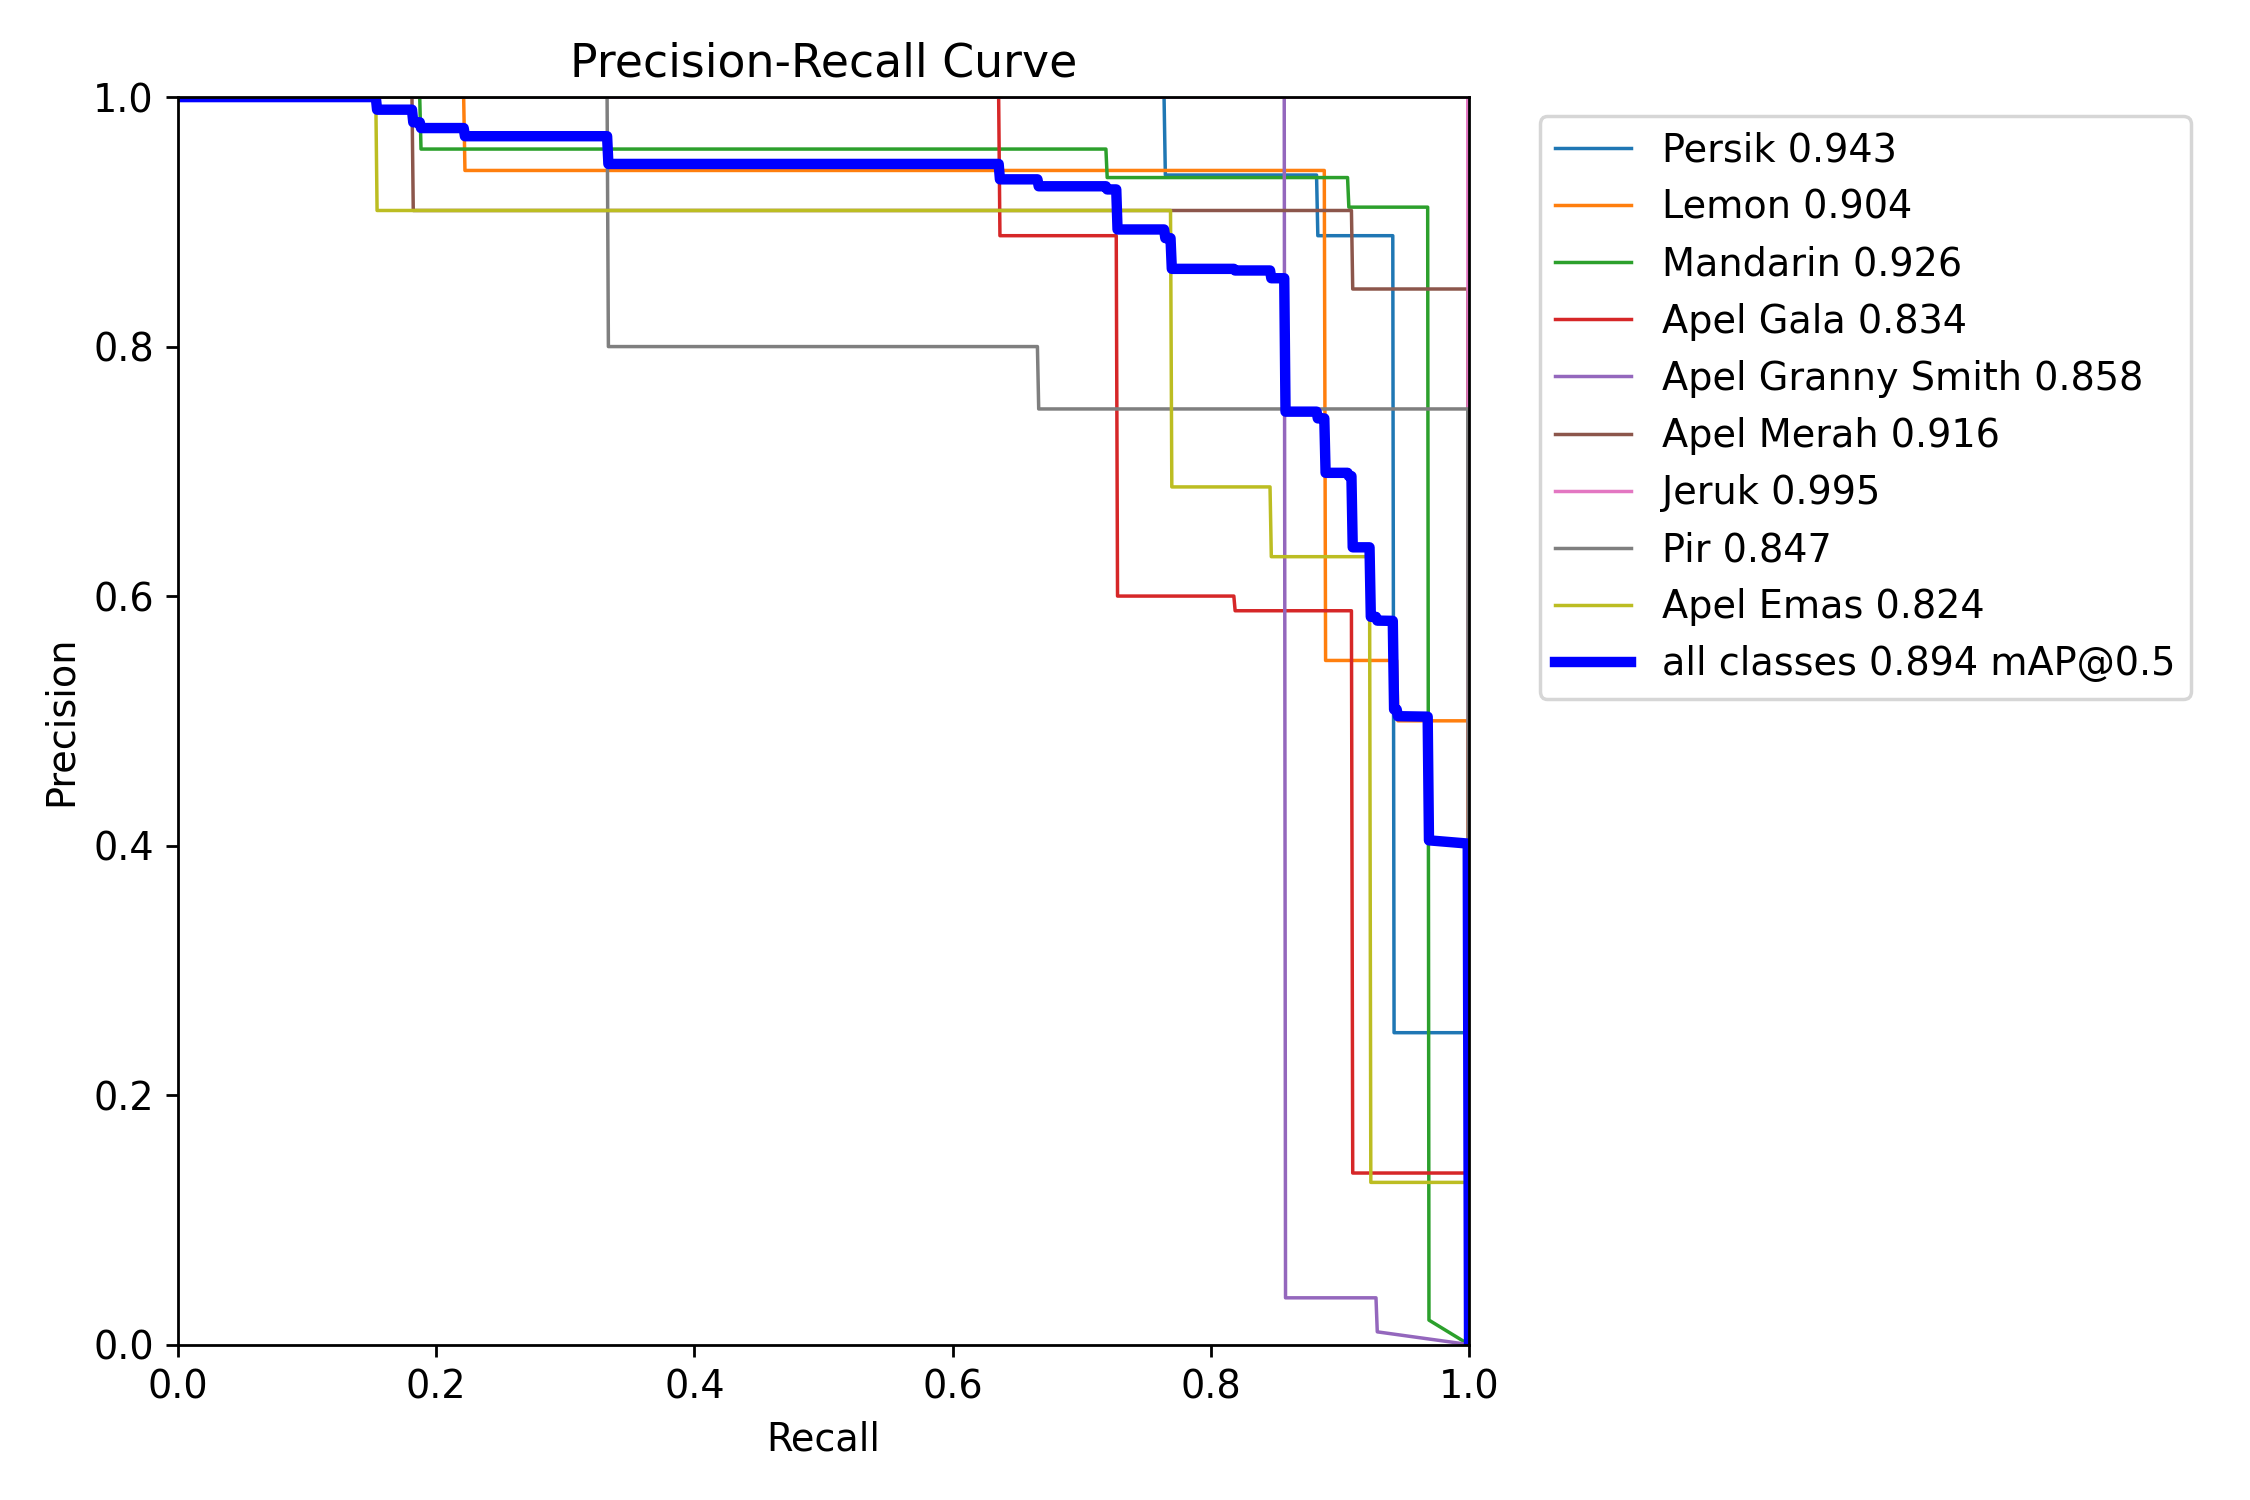 Precision-Recall Curve
1.0
0.8
0.6
0.4
0.2
0.0
Precision
0.0 0.2 0.4 0.6 0.8 1.0
Recall
Persik 0.943
Lemon 0.904
Mandarin 0.926
Apel Gala 0.834
Apel Granny Smith 0.858
Apel Merah 0.916
Jeruk 0.995
Pir 0.847
Apel Emas 0.824
all classes 0.894 mAP@0.5